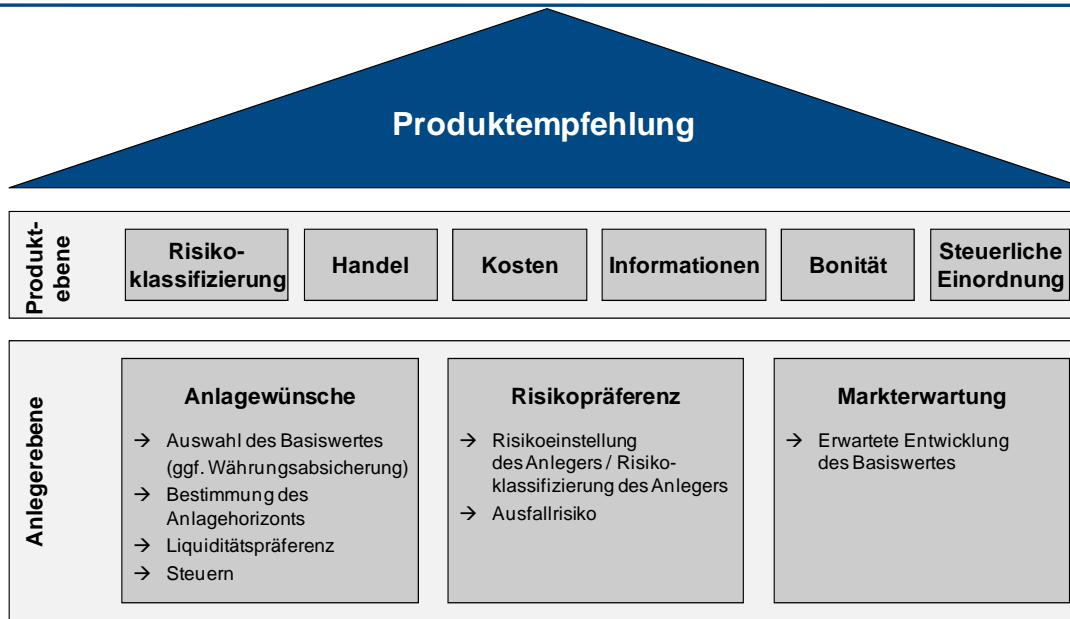 Produktempfehlung
Produkt-
ebene
Risiko-
klassifizierung
Handel
Kosten
Informationen
Bonität
Steuerliche
Einordnung
Anlegerebene
Anlagewünsche
→ Auswahl des Basiswertes
(ggf. Währungsabsicherung)
→ Bestimmung des
Anlagehorizonts
→ Liquiditätspräferenz
→ Steuern
Risikopräferenz
→ Risikoeinstellung
des Anlegers / Risiko-
klassifizierung des Anlegers
→ Ausfallrisiko
Markterwartung
→ Erwartete Entwicklung
des Basiswertes